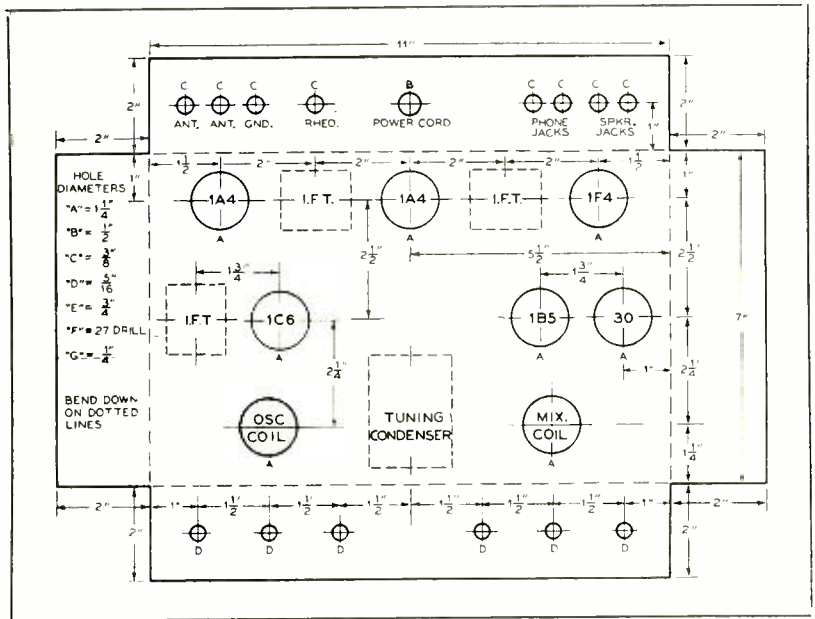 11"
C C C C B C C C C
ANT. ANT. GND. RHEO. POWER CORD PHONE JACKS SPKR. JACKS
2" 2" 1"
2" 2"
1 1/2" 2" 2" 2" 2" 1 1/2"
HOLE
DIAMETERS
"A" = 1 1/4"
"B" = 1/2"
"C" = 3/8"
"D" = 5/16"
"E" = 3/4"
"F" = 27 DRILL
"G" = 1/4"
BEND DOWN
ON DOTTED
LINES
1" 1A4 I.F.T. 1A4 I.F.T. 1F4 1"
A A A
2 1/2" 5 1/2" 2 1/2"
1 3/4" 1 3/4"
I.F.T 1C6 1B5 30 7"
A A A
2 1/4" 1" 2 1/4"
OSC
COIL
A
TUNING
CONDENSER
MIX.
COIL
A
1 1/4"
2" 1" 1 1/2" 1 1/2" 1 1/2" 1 1/2" 1 1/2" 1 1/2" 1" 2"
2" 2"
D D D D D D